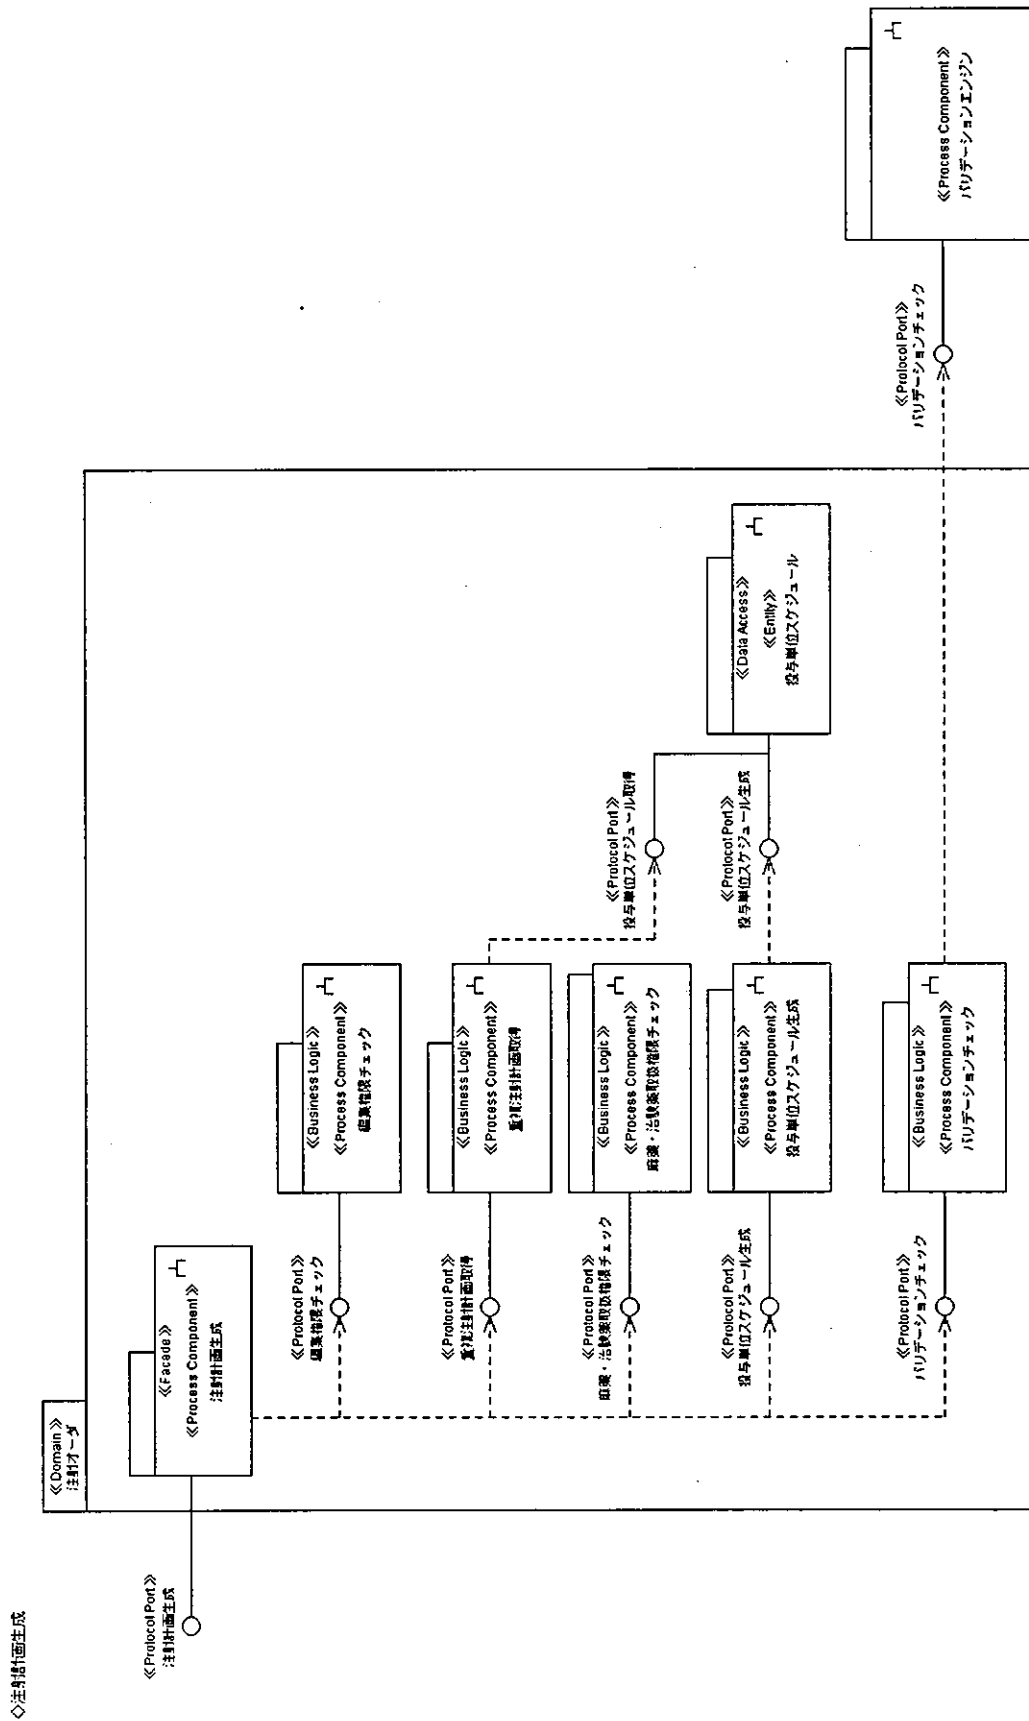 ◇注射計画生成
《Domain》
注射オーダ
《Protocol Port》
注射計画生成
《Facade》
《Process Component》
注射計画生成
《Protocol Port》
編集権限チェック
《Business Logic》
《Process Component》
編集権限チェック
《Protocol Port》
重複注射計画取得
《Business Logic》
《Process Component》
重複注射計画取得
《Protocol Port》
麻薬・治験薬取扱権限チェック
《Business Logic》
《Process Component》
麻薬・治験薬取扱権限チェック
《Protocol Port》
投与単位スケジュール生成
《Business Logic》
《Process Component》
投与単位スケジュール生成
《Protocol Port》
バリデーションチェック
《Business Logic》
《Process Component》
バリデーションチェック
《Protocol Port》
投与単位スケジュール取得
《Protocol Port》
投与単位スケジュール生成
《Data Access》
《Entity》
投与単位スケジュール
《Protocol Port》
バリデーションチェック
《Process Component》
バリデーションエンジン